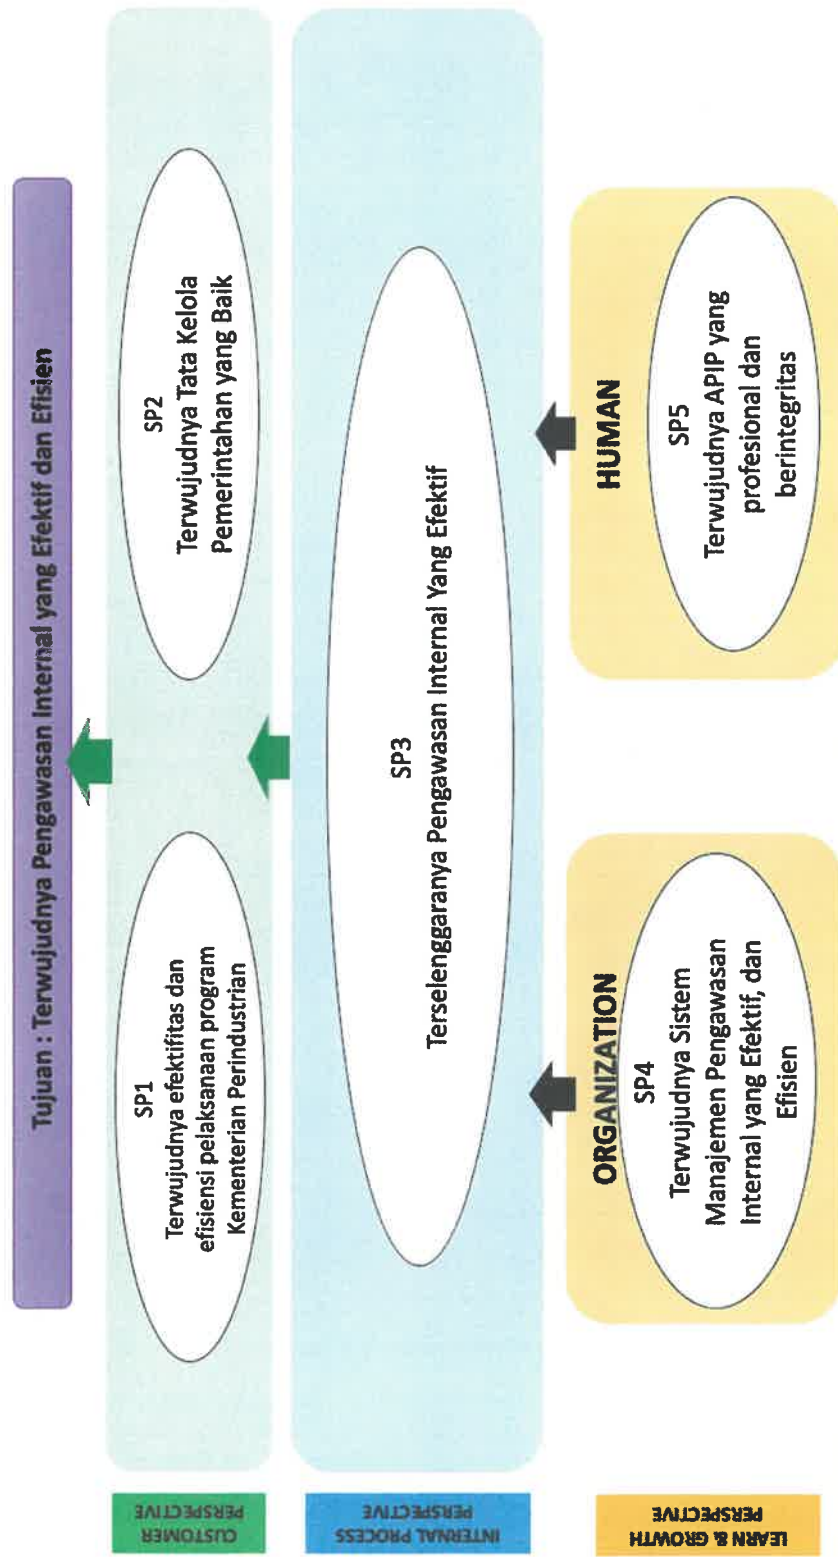 Tujuan : Terwujudnya Pengawasan Internal yang Efektif dan Efisien
CUSTOMER
PERSPECTIVE
SP1
Terwujudnya efektifitas dan
efisiensi pelaksanaan program
Kementerian Perindustrian
SP2
Terwujudnya Tata Kelola
Pemerintahan yang Baik
INTERNAL PROCESS
PERSPECTIVE
SP3
Terselenggaranya Pengawasan Internal Yang Efektif
LEARN & GROWTH
PERSPECTIVE
ORGANIZATION
SP4
Terwujudnya Sistem
Manajemen Pengawasan
Internal yang Efektif, dan
Efisien
HUMAN
SP5
Terwujudnya APIP yang
profesional dan
berintegritas